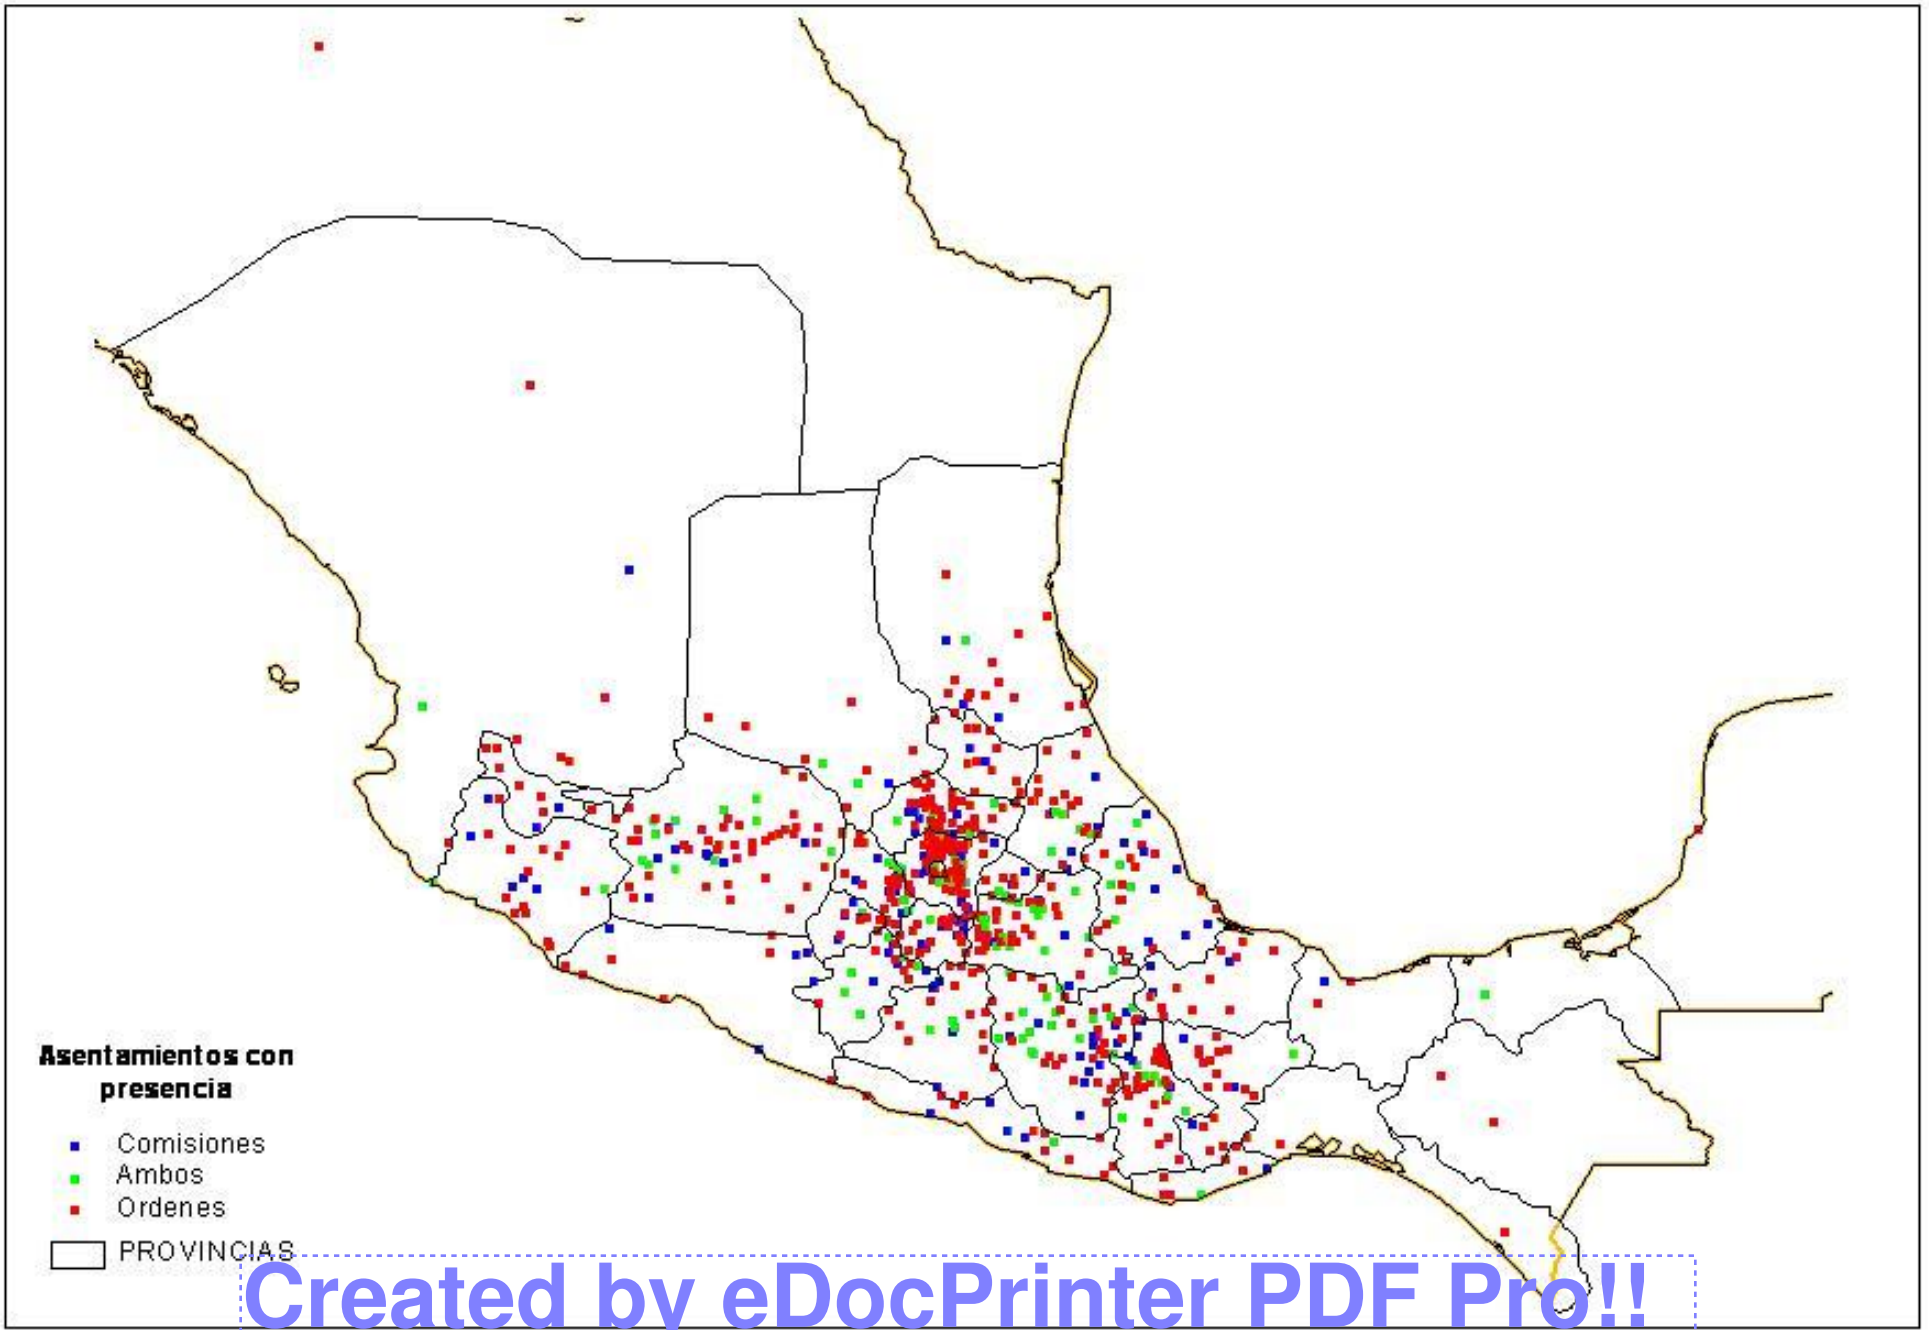 Asentamientos con
presencia
Comisiones
Ambos
Ordenes
PROVINCIAS
Created by eDocPrinter PDF Pro!!